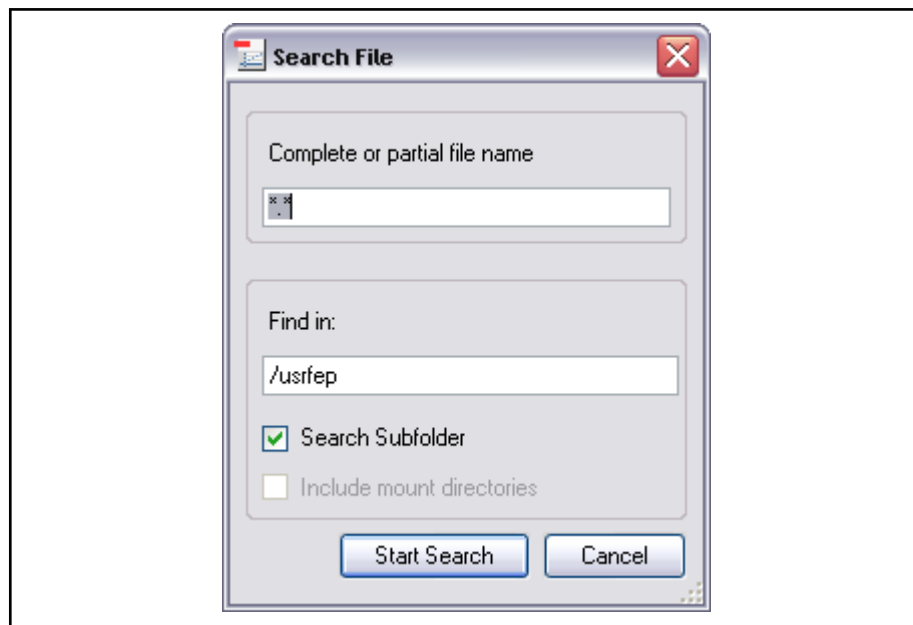 Search File
Complete or partial file name
*.*
Find in:
/usrfep
Search Subfolder
Include mount directories
Start Search Cancel